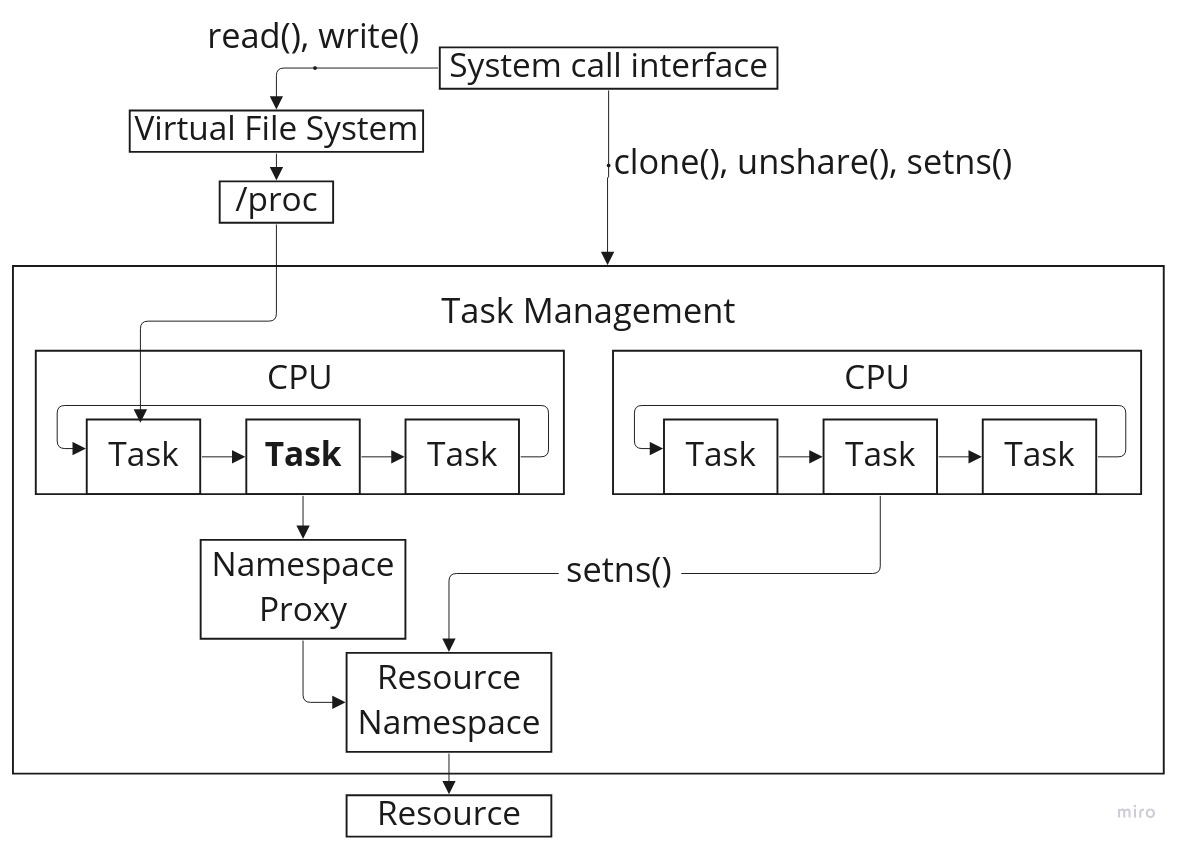 read(), write()
System call interface
Virtual File System
clone(), unshare(), setns()
/proc
Task Management
CPU
CPU
Task
Task
Task
Task
Task
Task
Namespace
Proxy
setns()
Resource
Namespace
Resource
miro